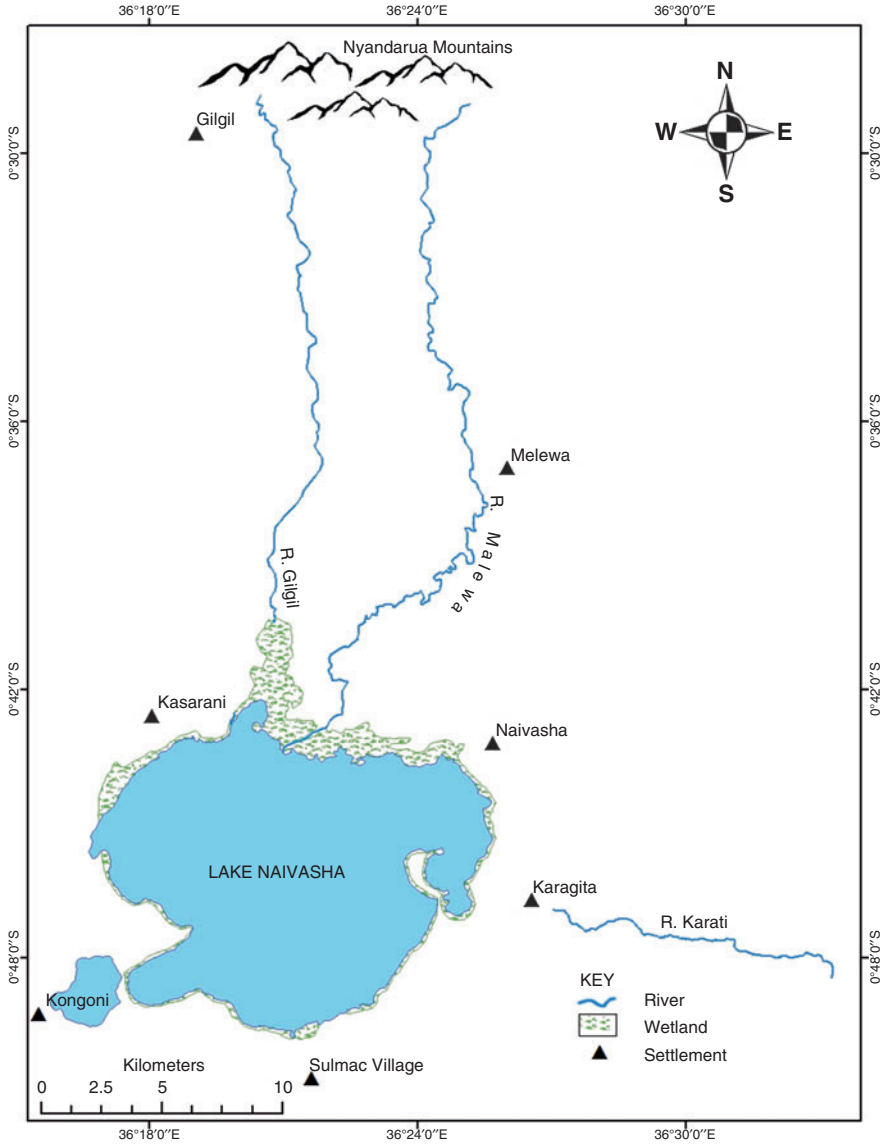 36°18′0″E 36°24′0″E 36°30′0″E
Nyandarua Mountains
N
W E
S
Gilgil
0°30′0″S 0°30′0″S
0°36′0″S 0°36′0″S
Melewa
R. Malewa
R. Gilgil
0°42′0″S 0°42′0″S
Kasarani
Naivasha
LAKE NAIVASHA
Karagita
R. Karati
0°48′0″S 0°48′0″S
Kongoni
KEY
River
Wetland
Settlement
Kilometers
0 2.5 5 10
Sulmac Village
36°18′0″E 36°24′0″E 36°30′0″E